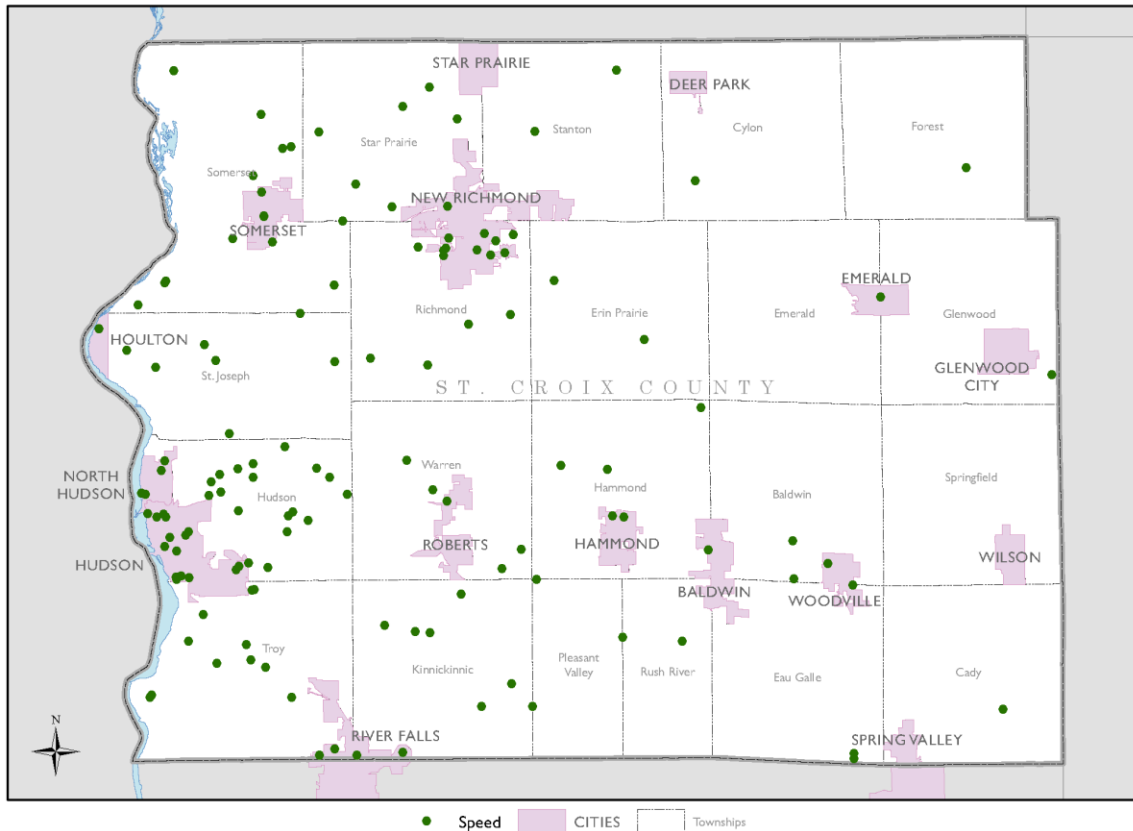 STAR PRAIRIE
DEER PARK
Star Prairie
Stanton
Cylon
Forest
Somerset
NEW RICHMOND
SOMERSET
EMERALD
Richmond
Erin Prairie
Emerald
Glenwood
HOULTON
St. Joseph
GLENWOOD
CITY
ST. CROIX COUNTY
NORTH
HUDSON
Hudson
Warren
Hammond
Baldwin
Springfield
HUDSON
ROBERTS
HAMMOND
BALDWIN
WOODVILLE
WILSON
Troy
Kinnickinnic
Pleasant
Valley
Rush River
Eau Galle
Cady
RIVER FALLS
SPRING VALLEY
N
Speed
CITIES
Townships